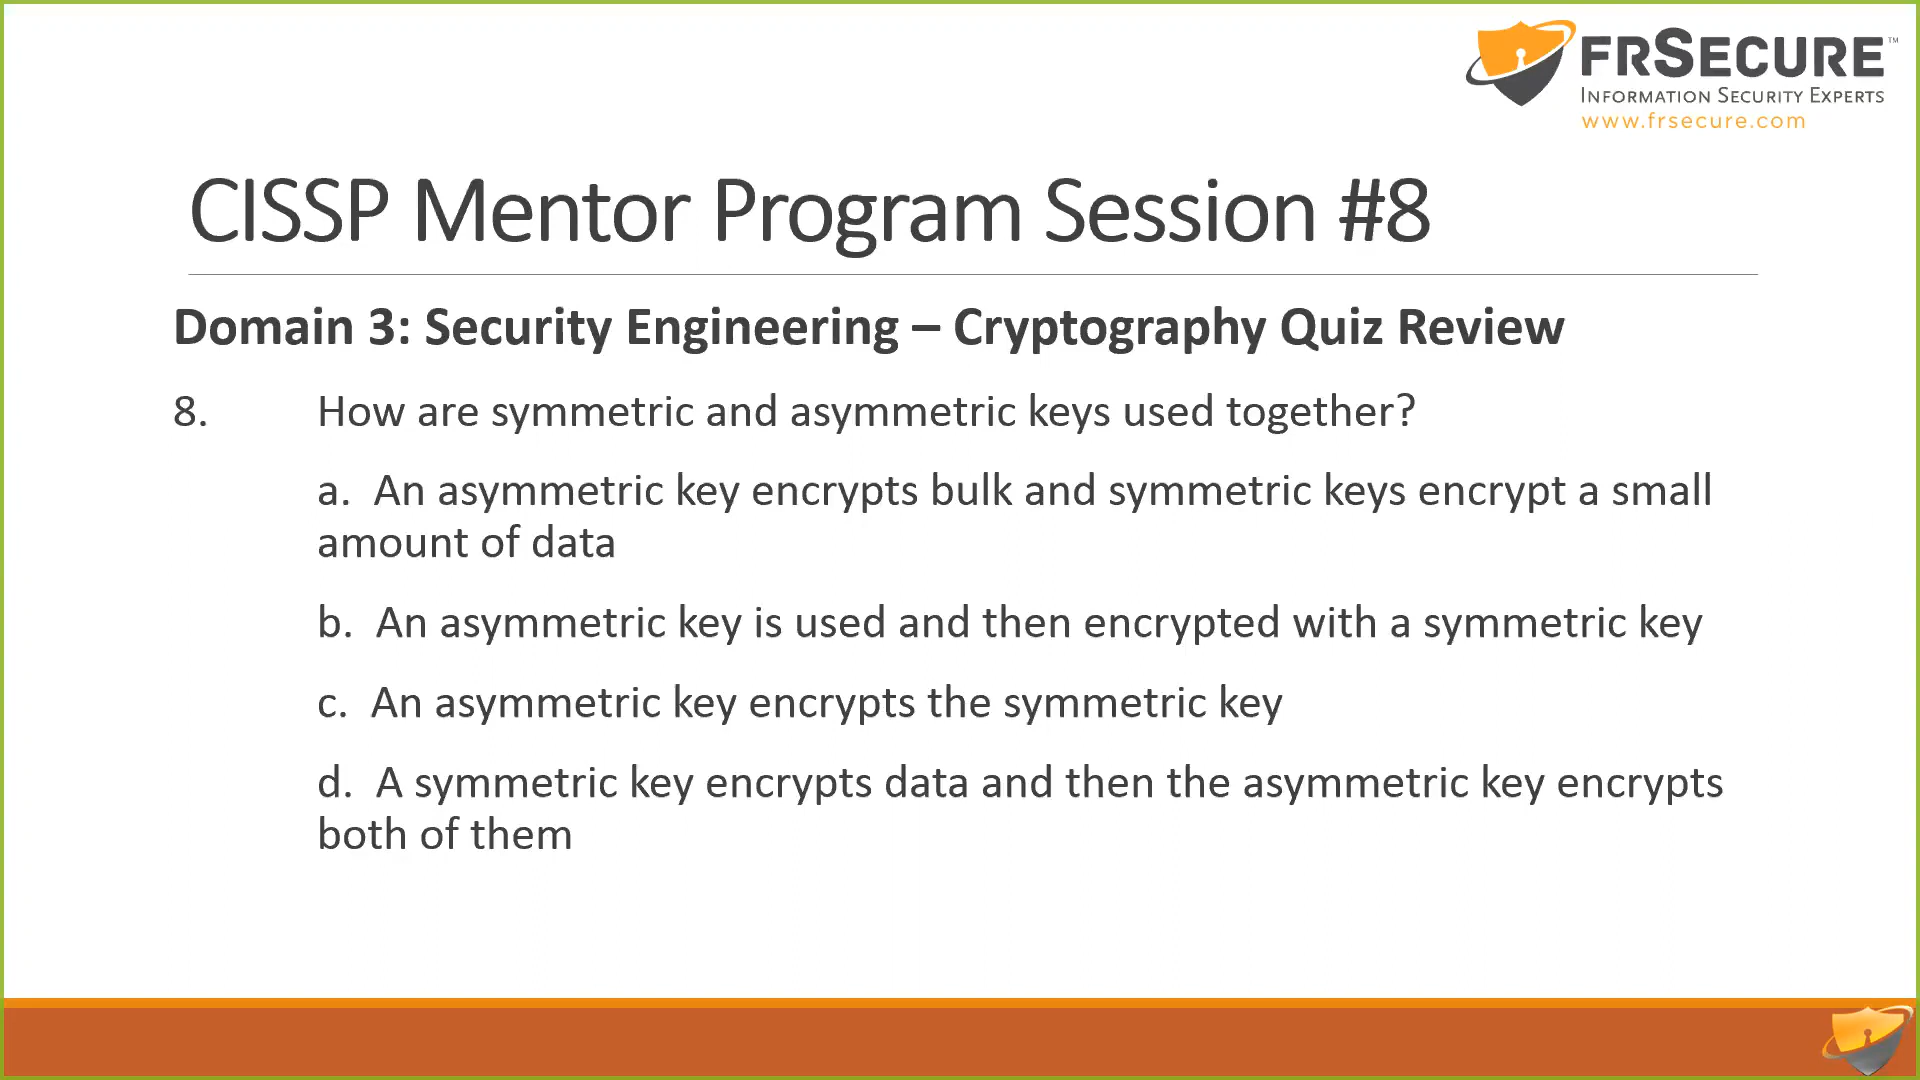 FRSECURE™
INFORMATION SECURITY EXPERTS
www.frsecure.com
CISSP Mentor Program Session #8
Domain 3: Security Engineering – Cryptography Quiz Review
8. How are symmetric and asymmetric keys used together?
a. An asymmetric key encrypts bulk and symmetric keys encrypt a small
amount of data
b. An asymmetric key is used and then encrypted with a symmetric key
c. An asymmetric key encrypts the symmetric key
d. A symmetric key encrypts data and then the asymmetric key encrypts
both of them